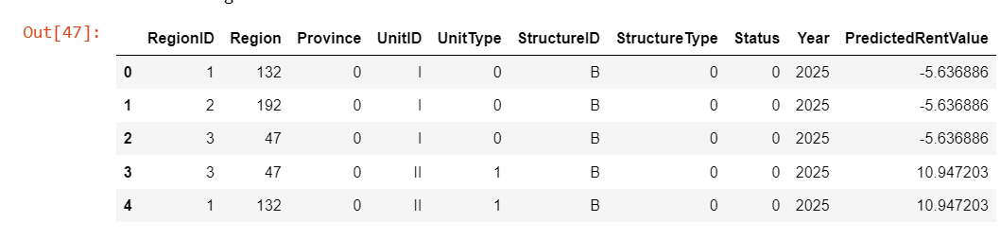 Out[47]:
RegionID Region Province UnitID UnitType StructureID StructureType Status Year PredictedRentValue
0 1 132 0 I 0 B 0 0 2025 -5.636886
1 2 192 0 I 0 B 0 0 2025 -5.636886
2 3 47 0 I 0 B 0 0 2025 -5.636886
3 3 47 0 II 1 B 0 0 2025 10.947203
4 1 132 0 II 1 B 0 0 2025 10.947203